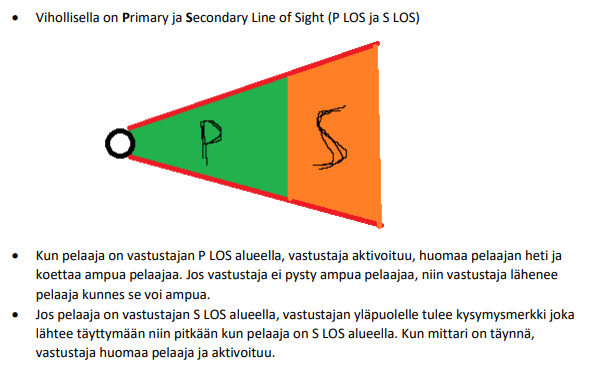 • Vihollisella on Primary ja Secondary Line of Sight (P LOS ja S LOS)
P S
• Kun pelaaja on vastustajan P LOS alueella, vastustaja aktivoituu, huomaa pelaajan heti ja
koettaa ampua pelaajaa. Jos vastustaja ei pysty ampua pelaajaa, niin vastustaja lähenee
pelaaja kunnes se voi ampua.
• Jos pelaaja on vastustajan S LOS alueella, vastustajan yläpuolelle tulee kysymysmerkki joka
lähtee täyttymään niin pitkään kun pelaaja on S LOS alueella. Kun mittari on täynnä,
vastustaja huomaa pelaaja ja aktivoituu.